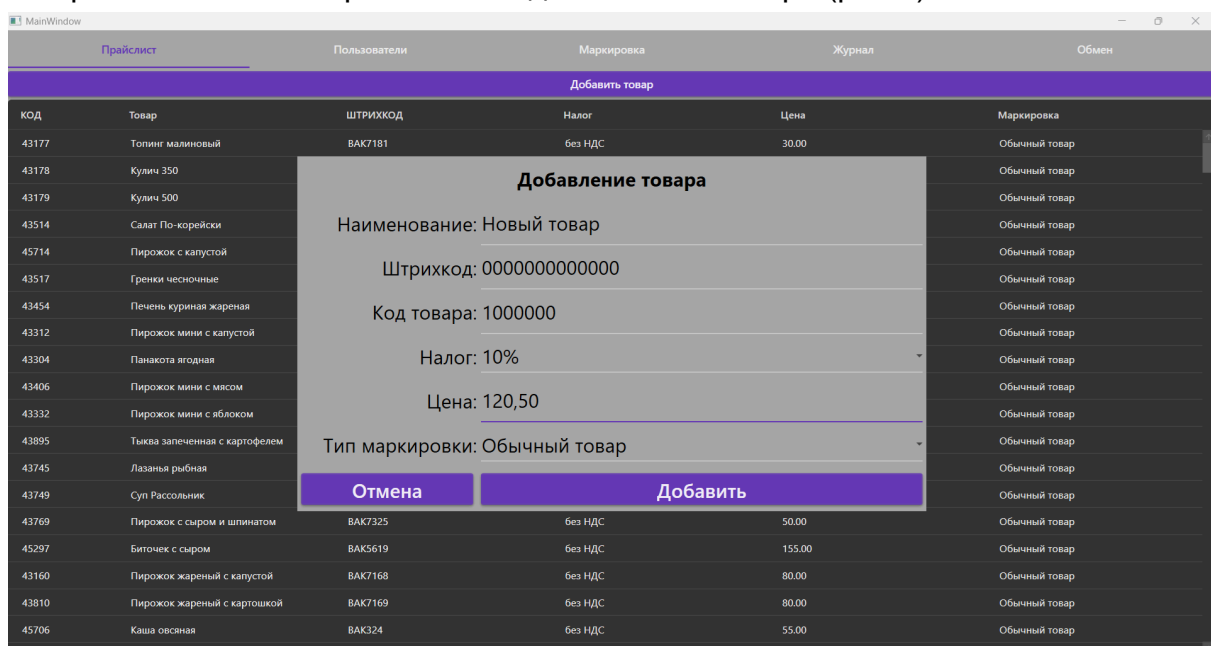 MainWindow
Прайслист Пользователи Маркировка Журнал Обмен
Добавить товар
КОД Товар ШТРИХКОД Налог Цена Маркировка
43177 Топинг малиновый BAK7181 без НДС 30.00 Обычный товар
43178 Кулич 350 Обычный товар
43179 Кулич 500 Обычный товар
43514 Салат По-корейски Обычный товар
45714 Пирожок с капустой Обычный товар
43517 Гренки чесночные Обычный товар
43454 Печень куриная жареная Обычный товар
43312 Пирожок мини с капустой Обычный товар
43304 Панакота ягодная Обычный товар
43406 Пирожок мини с мясом Обычный товар
43332 Пирожок мини с яблоком Обычный товар
43895 Тыква запеченная с картофелем Обычный товар
43745 Лазанья рыбная Обычный товар
43749 Суп Рассольник Обычный товар
43769 Пирожок с сыром и шпинатом BAK7325 без НДС 50.00 Обычный товар
45297 Биточек с сыром BAK5619 без НДС 155.00 Обычный товар
43160 Пирожок жареный с капустой BAK7168 без НДС 80.00 Обычный товар
43810 Пирожок жареный с картошкой BAK7169 без НДС 80.00 Обычный товар
45706 Каша овсяная BAK324 без НДС 55.00 Обычный товар
Добавление товара
Наименование: Новый товар
Штрихкод: 0000000000000
Код товара: 1000000
Налог: 10%
Цена: 120,50
Тип маркировки: Обычный товар
Отмена Добавить